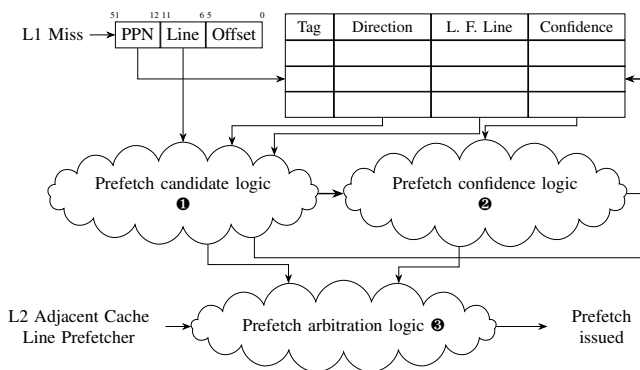 51 12 11 6 5 0
L1 Miss PPN Line Offset
Tag Direction L. F. Line Confidence
Prefetch candidate logic
❶
Prefetch confidence logic
❷
L2 Adjacent Cache
Line Prefetcher
Prefetch arbitration logic ❸
Prefetch
issued